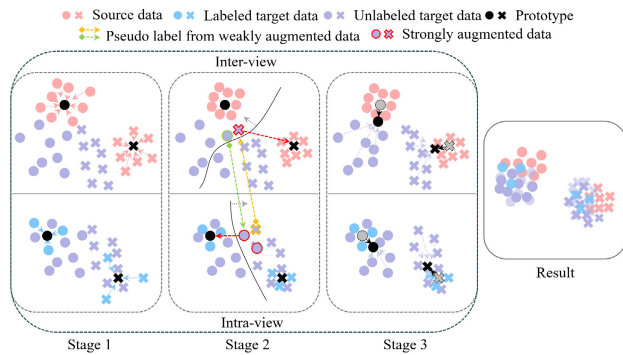 Source data Labeled target data Unlabeled target data Prototype
Pseudo label from weakly augmented data Strongly augmented data
Inter-view
Intra-view
Result
Stage 1 Stage 2 Stage 3